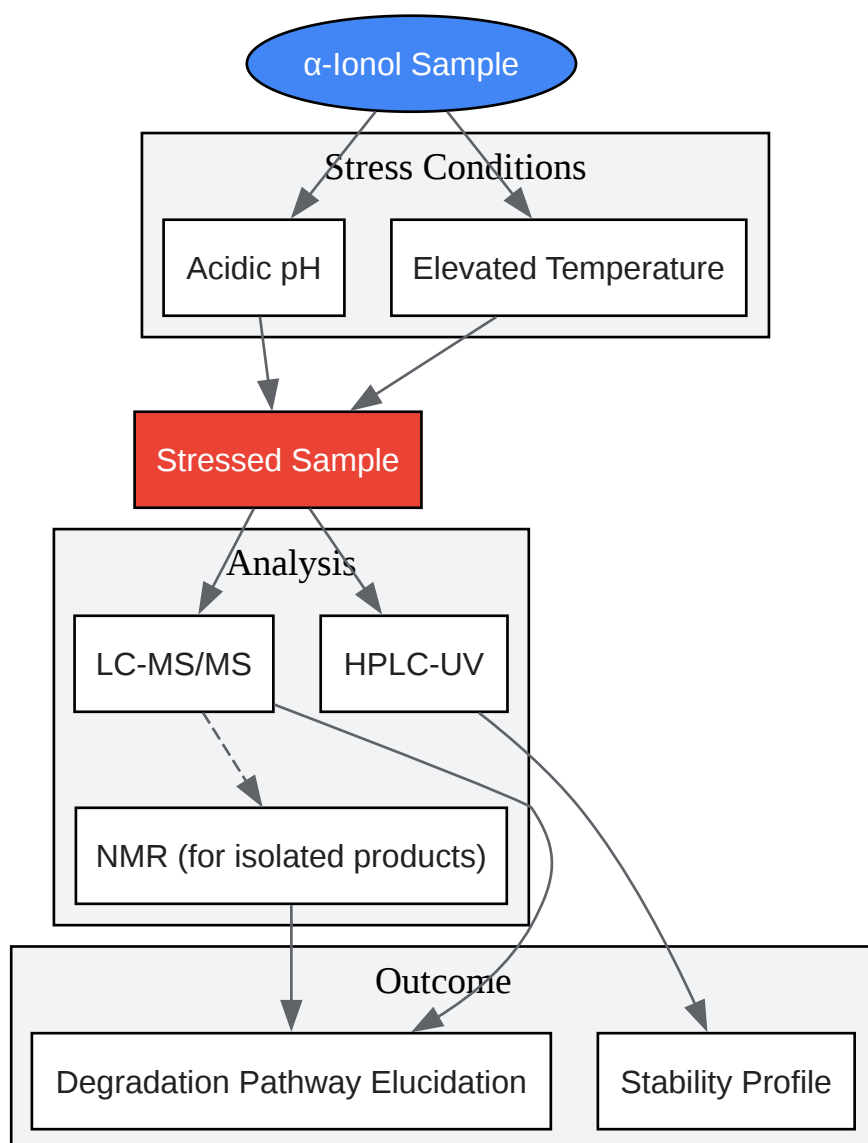 α-Ionol Sample
Stress Conditions
Acidic pH
Elevated Temperature
Stressed Sample
Analysis
LC-MS/MS
HPLC-UV
NMR (for isolated products)
Outcome
Degradation Pathway Elucidation
Stability Profile